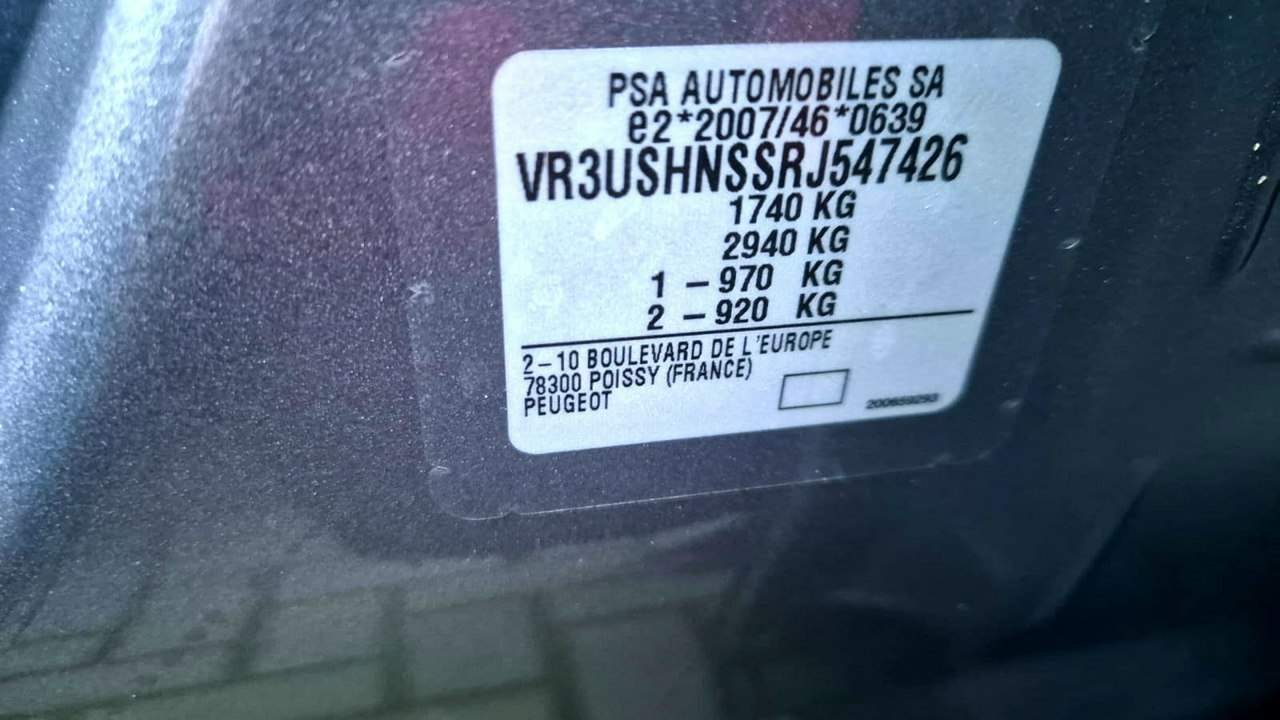 PSA AUTOMOBILES SA
e2*2007/46*0639
VR3USHNSSRJ547426
1740 KG
2940 KG
1 – 970 KG
2 – 920 KG
2–10 BOULEVARD DE L'EUROPE
78300 POISSY (FRANCE)
PEUGEOT
200659293